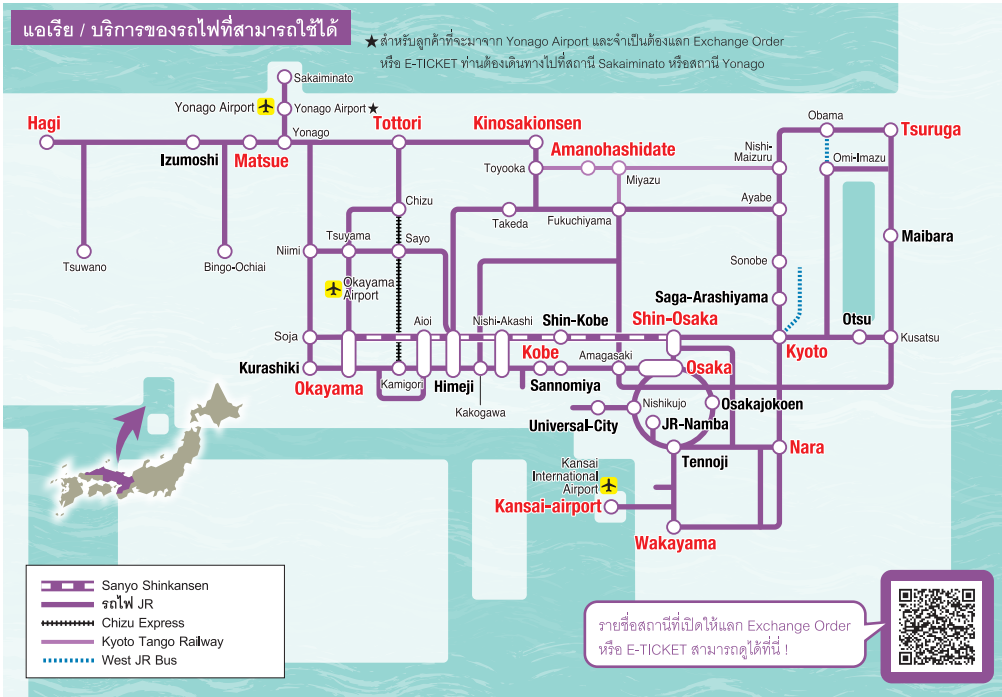 แอเรีย / บริการของรถไฟที่สามารถใช้ได้
★สำหรับลูกค้าที่จะมาจาก Yonago Airport และจำเป็นต้องแลก Exchange Order
หรือ E-TICKET ท่านต้องเดินทางไปที่สถานี Sakaiminato หรือสถานี Yonago
Sakaiminato
Yonago Airport
Yonago Airport★
Hagi
Izumoshi
Matsue
Yonago
Tottori
Kinosakionsen
Amanohashidate
Toyooka
Miyazu
Nishi-
Maizuru
Obama
Tsuruga
Omi-Imazu
Tsuwano
Bingo-Ochiai
Niimi
Tsuyama
Chizu
Sayo
Takeda
Fukuchiyama
Ayabe
Maibara
Okayama
Airport
Sonobe
Saga-Arashiyama
Soja
Aioi
Nishi-Akashi
Shin-Kobe
Shin-Osaka
Kyoto
Otsu
Kusatsu
Kurashiki
Okayama
Kamigori
Himeji
Kakogawa
Kobe
Sannomiya
Amagasaki
Osaka
Universal-City
Nishikujo
Osakajokoen
JR-Namba
Tennoji
Nara
Kansai
International
Airport
Kansai-airport
Wakayama
Sanyo Shinkansen
รถไฟ JR
Chizu Express
Kyoto Tango Railway
West JR Bus
รายชื่อสถานีที่เปิดให้แลก Exchange Order
หรือ E-TICKET สามารถดูได้ที่นี่ !